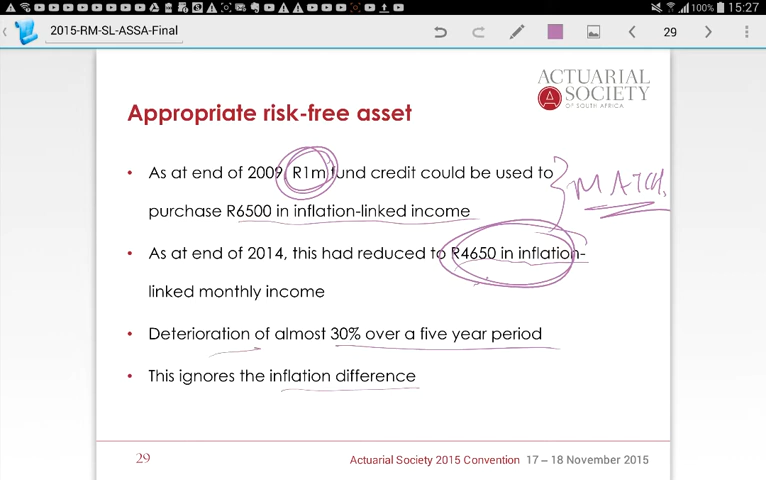 100% 15:27
2015-RM-SL-ASSA-Final
29
ACTUARIAL
SOCIETY
OF SOUTH AFRICA
Appropriate risk-free asset
• As at end of 2009, R1m fund credit could be used to
purchase R6500 in inflation-linked income
MATCH
• As at end of 2014, this had reduced to R4650 in inflation-
linked monthly income
• Deterioration of almost 30% over a five year period
• This ignores the inflation difference
29
Actuarial Society 2015 Convention 17 – 18 November 2015